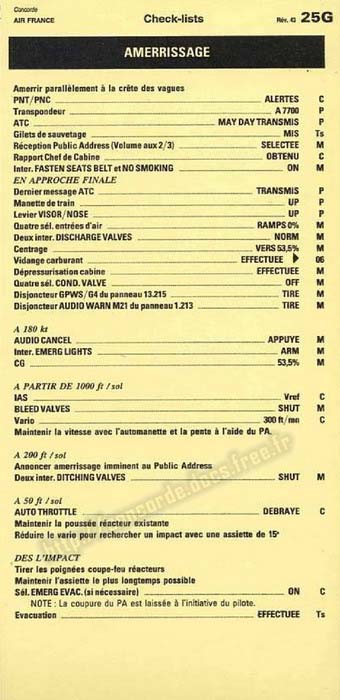 Concorde
AIR FRANCE Check-lists Rév. 43 25G
AMERRISSAGE
Amerrir parallèlement à la crête des vagues
PNT/PNC ALERTES C
Transpondeur A 7700 P
ATC MAY DAY TRANSMIS P
Gilets de sauvetage MIS Ts
Réception Public Address (Volume aux 2/3) SELECTEE M
Rapport Chef de Cabine OBTENU C
Inter. FASTEN SEATS BELT et NO SMOKING ON M
EN APPROCHE FINALE
Dernier message ATC TRANSMIS P
Manette de train UP P
Levier VISOR/NOSE UP P
Quatre sél. entrées d'air RAMPS 0% M
Deux inter. DISCHARGE VALVES NORM M
Centrage VERS 53,5% M
Vidange carburant EFFECTUEE 06
Dépressurisation cabine EFFECTUEE M
Quatre sél. COND. VALVE OFF M
Disjoncteur GPWS/G4 du panneau 13.215 TIRE M
Disjoncteur AUDIO WARN M21 du panneau 1.213 TIRE M
A 180 kt
AUDIO CANCEL APPUYE M
Inter. EMERG LIGHTS ARM M
CG 53,5% M
A PARTIR DE 1000 ft / sol
IAS Vref C
BLEED VALVES SHUT M
Vario 300 ft/mn C
Maintenir la vitesse avec l'automanette et la pente à l'aide du PA.
A 200 ft / sol
Annoncer amerrissage imminent au Public Address
Deux inter. DITCHING VALVES SHUT M
A 50 ft / sol
AUTO THROTTLE DEBRAYE C
Maintenir la poussée réacteur existante
Réduire le vario pour rechercher un impact avec une assiette de 15°
DES L'IMPACT
Tirer les poignées coupe-feu réacteurs
Maintenir l'assiette le plus longtemps possible
Sél. EMERG EVAC. (si nécessaire) ON C
NOTE : La coupure du PA est laissée à l'initiative du pilote.
Evacuation EFFECTUEE Ts
http://concorde.docs.free.fr